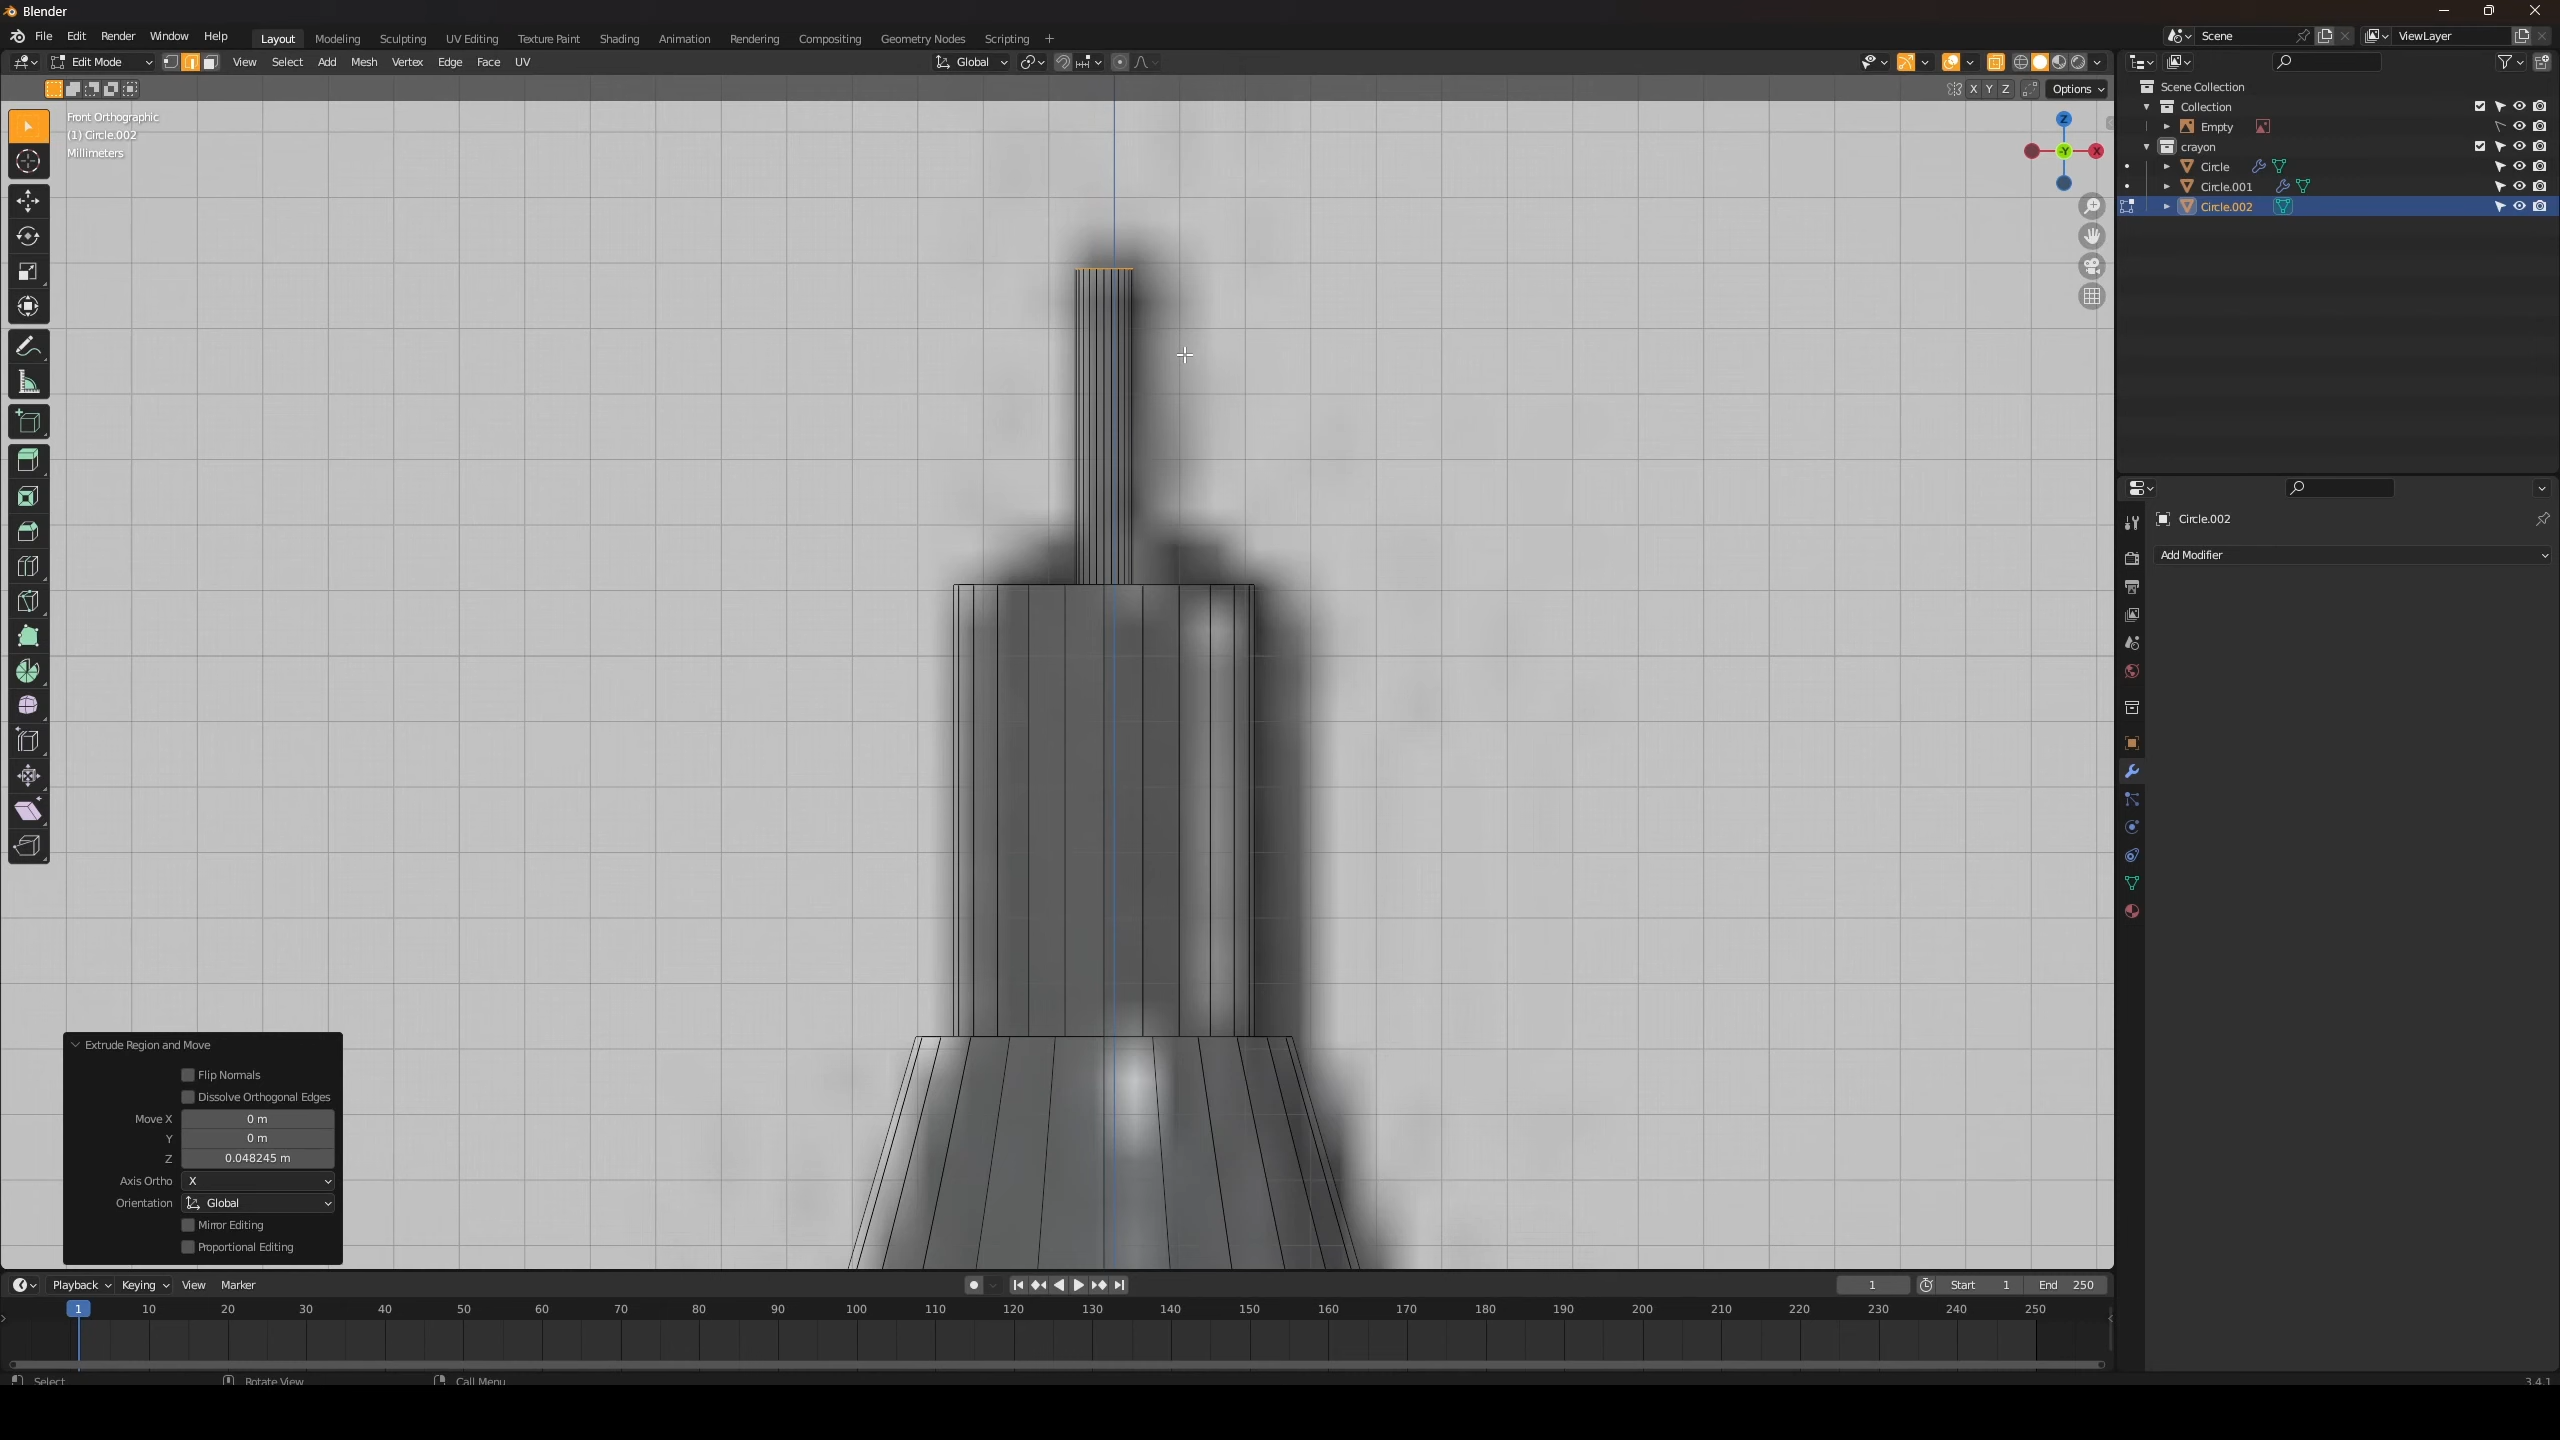 Blender
File Edit Render Window Help Layout Modeling Sculpting UV Editing Texture Paint Shading Animation Rendering Compositing Geometry Nodes Scripting + Scene ViewLayer
Edit Mode View Select Add Mesh Vertex Edge Face UV Global
X Y Z Options
Front Orthographic
(1) Circle.002
Millimeters
Z
-Y X
Scene Collection
Collection
Empty
crayon
Circle
Circle.001
Circle.002
Circle.002
Add Modifier
Extrude Region and Move
Flip Normals
Dissolve Orthogonal Edges
Move X 0 m
Y 0 m
Z 0.048245 m
Axis Ortho X
Orientation Global
Mirror Editing
Proportional Editing
Playback Keying View Marker 1 Start 1 End 250
1 10 20 30 40 50 60 70 80 90 100 110 120 130 140 150 160 170 180 190 200 210 220 230 240 250
Select Rotate View Call Menu 3.4.1